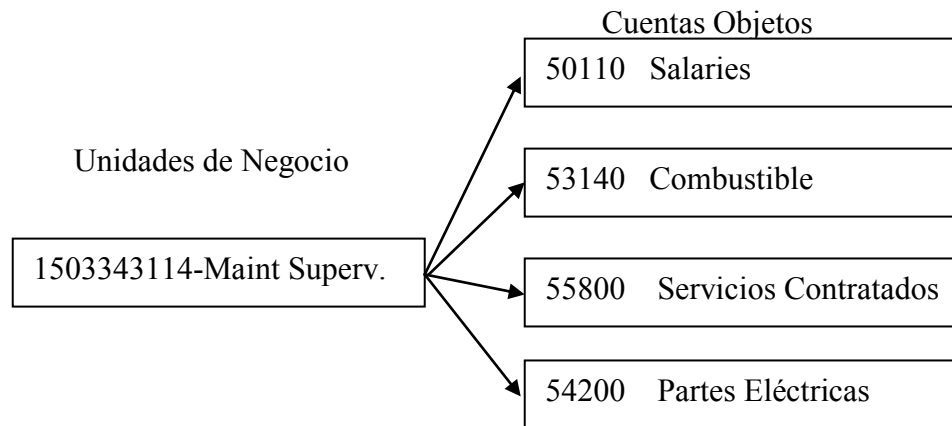 Cuentas Objetos
50110 Salaries
Unidades de Negocio
53140 Combustible
1503343114-Maint Superv.
55800 Servicios Contratados
54200 Partes Eléctricas